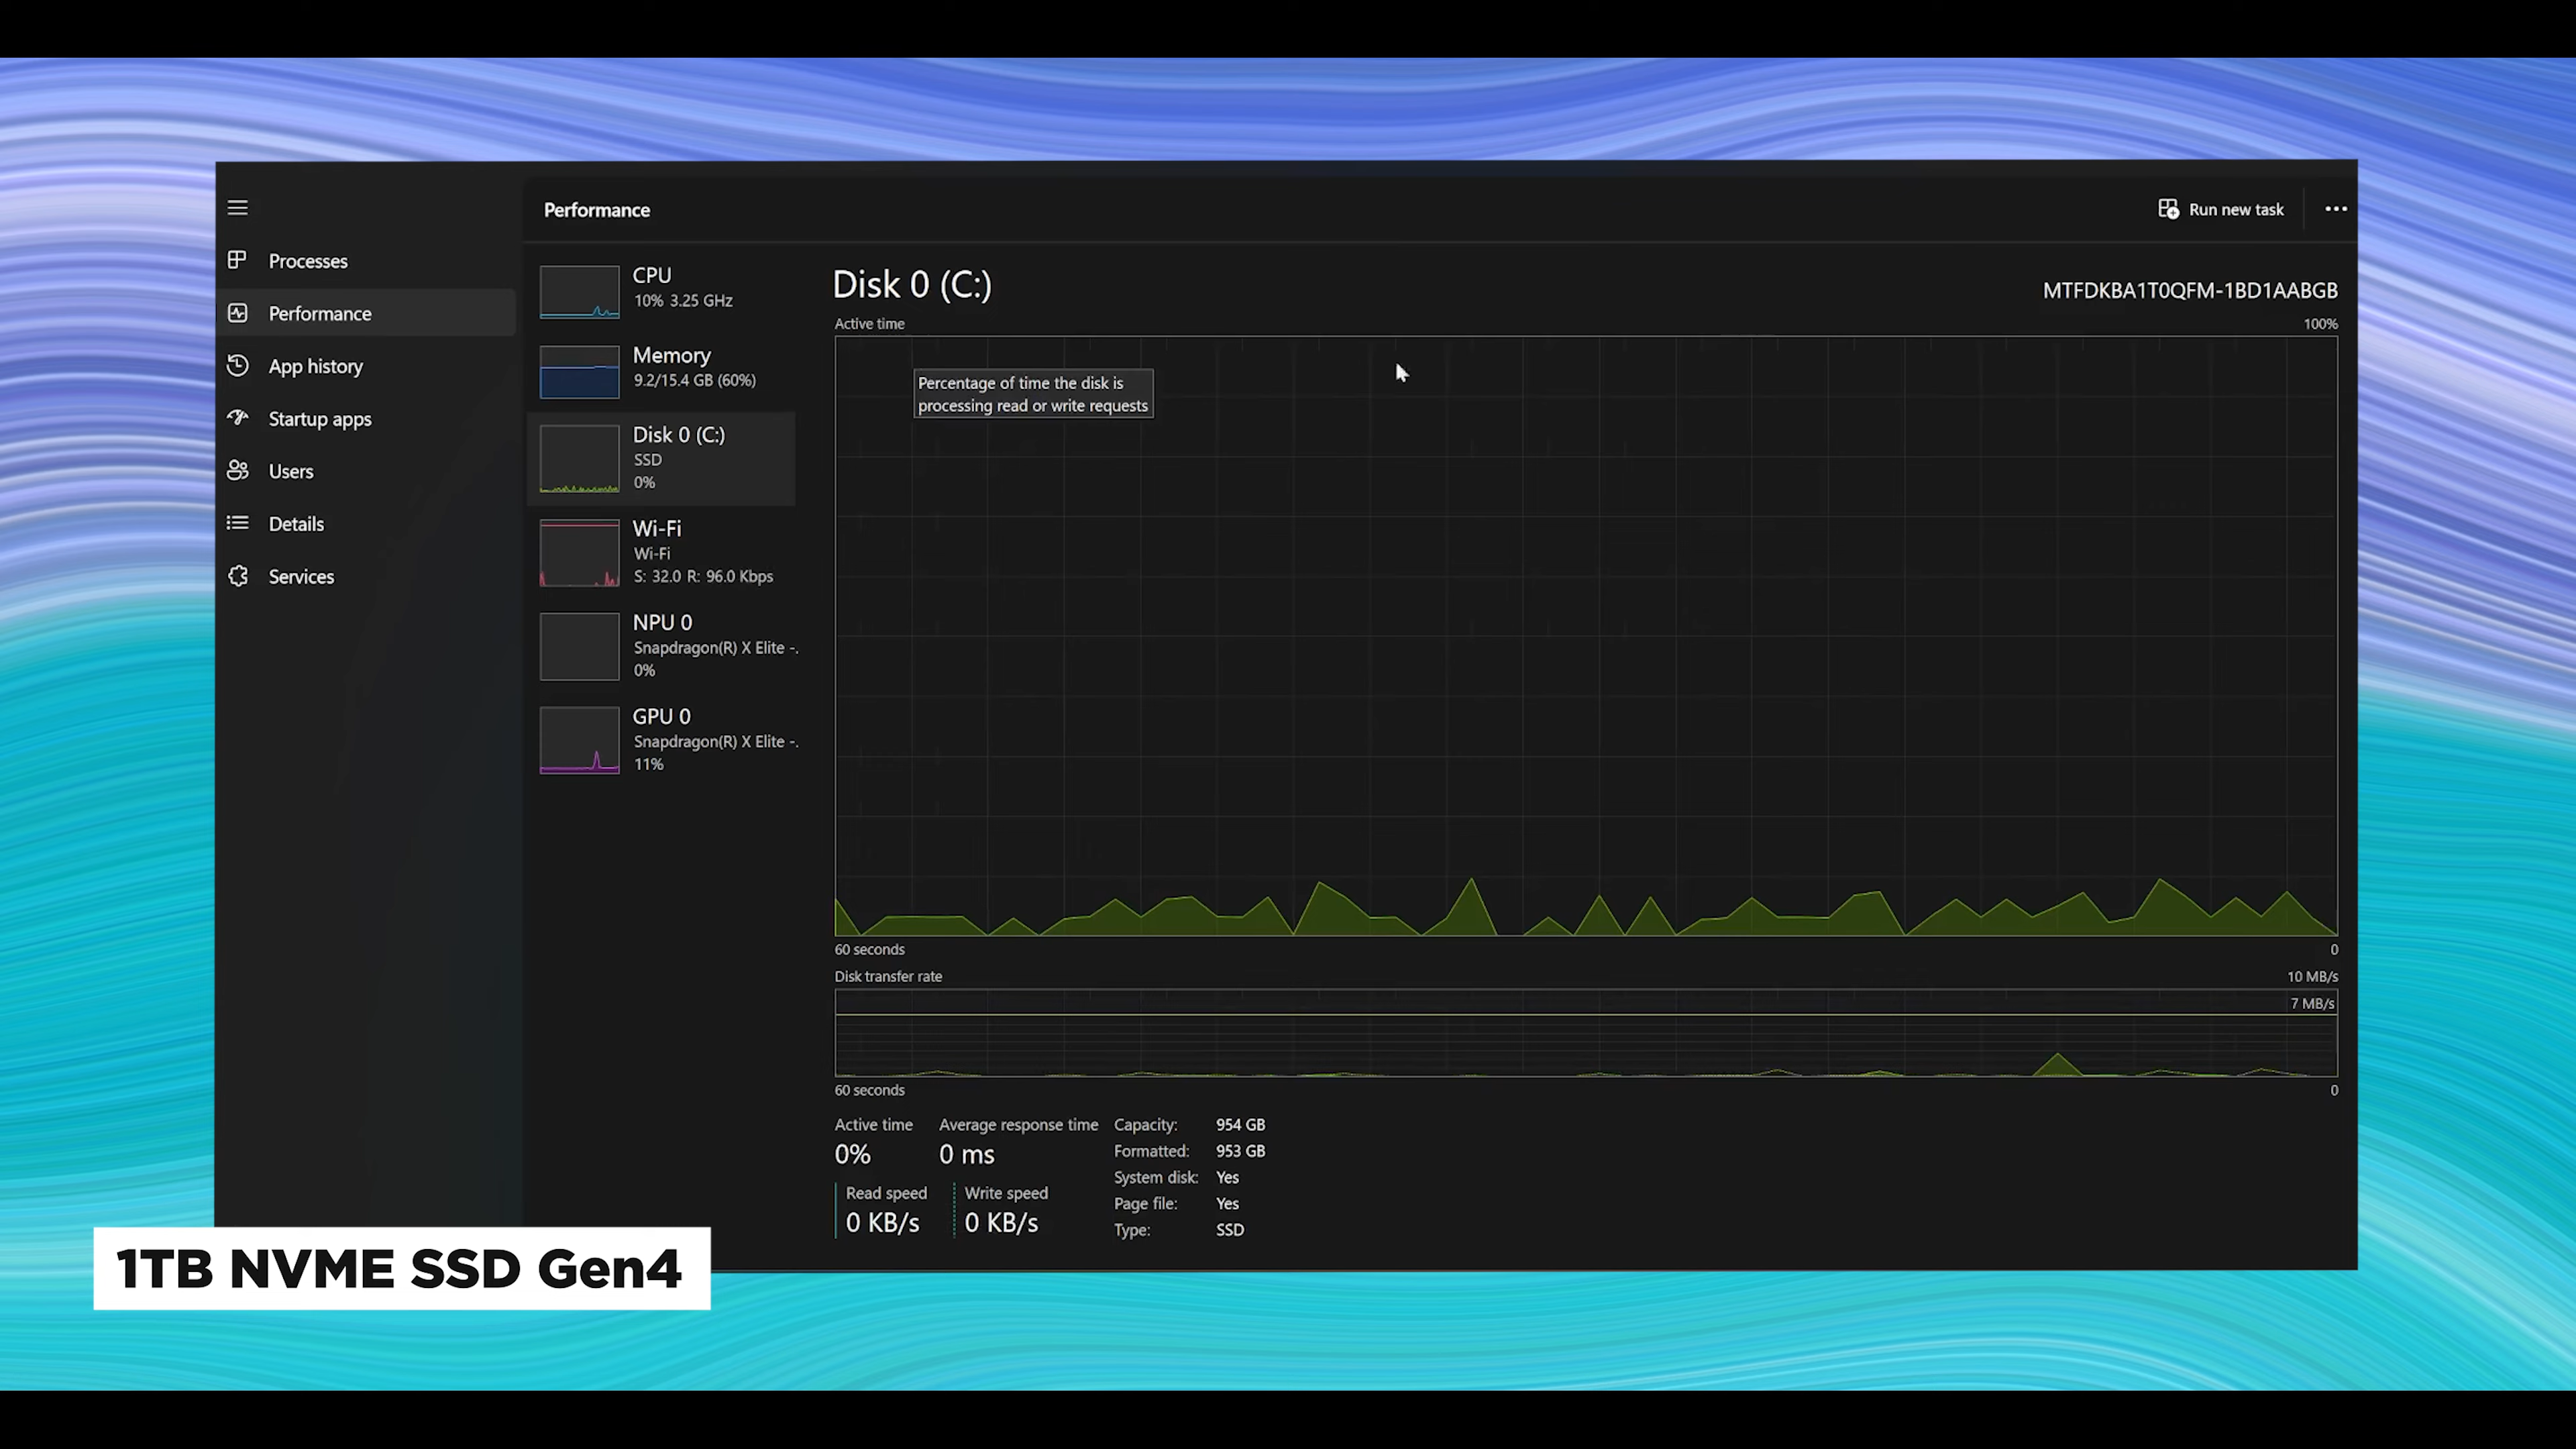 Performance
Run new task
Processes
Performance
App history
Startup apps
Users
Details
Services
CPU
10% 3.25 GHz
Memory
9.2/15.4 GB (60%)
Disk 0 (C:)
SSD
0%
Wi-Fi
Wi-Fi
S: 32.0 R: 96.0 Kbps
NPU 0
Snapdragon(R) X Elite -.
0%
GPU 0
Snapdragon(R) X Elite -.
11%
Disk 0 (C:)
MTFDKBA1T0QFM-1BD1AABGB
Active time
100%
Percentage of time the disk is
processing read or write requests
60 seconds
0
Disk transfer rate
10 MB/s
7 MB/s
60 seconds
0
Active time
0%
Average response time
0 ms
Read speed
0 KB/s
Write speed
0 KB/s
Capacity: 954 GB
Formatted: 953 GB
System disk: Yes
Page file: Yes
Type: SSD
1TB NVME SSD Gen4